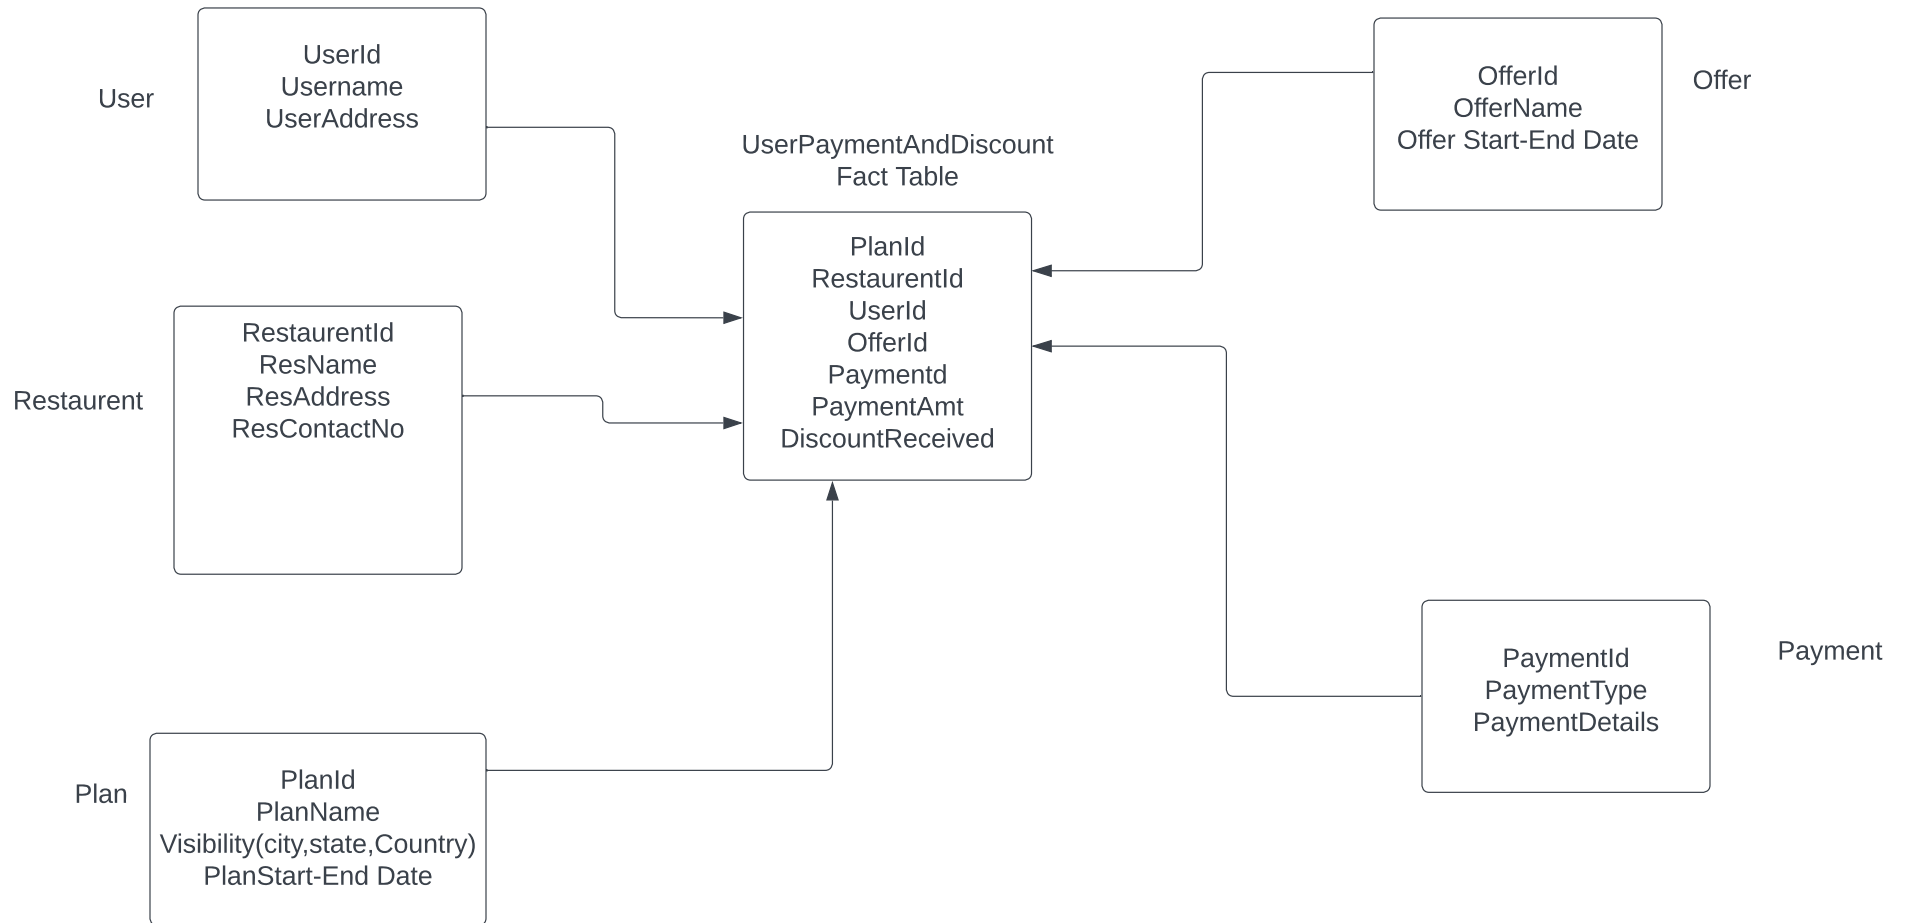 User
UserId
Username
UserAddress
UserPaymentAndDiscount
Fact Table
PlanId
RestaurentId
UserId
OfferId
Paymentd
PaymentAmt
DiscountReceived
OfferId
OfferName
Offer Start-End Date
Offer
Restaurent
RestaurentId
ResName
ResAddress
ResContactNo
PaymentId
PaymentType
PaymentDetails
Payment
Plan
PlanId
PlanName
Visibility(city,state,Country)
PlanStart-End Date